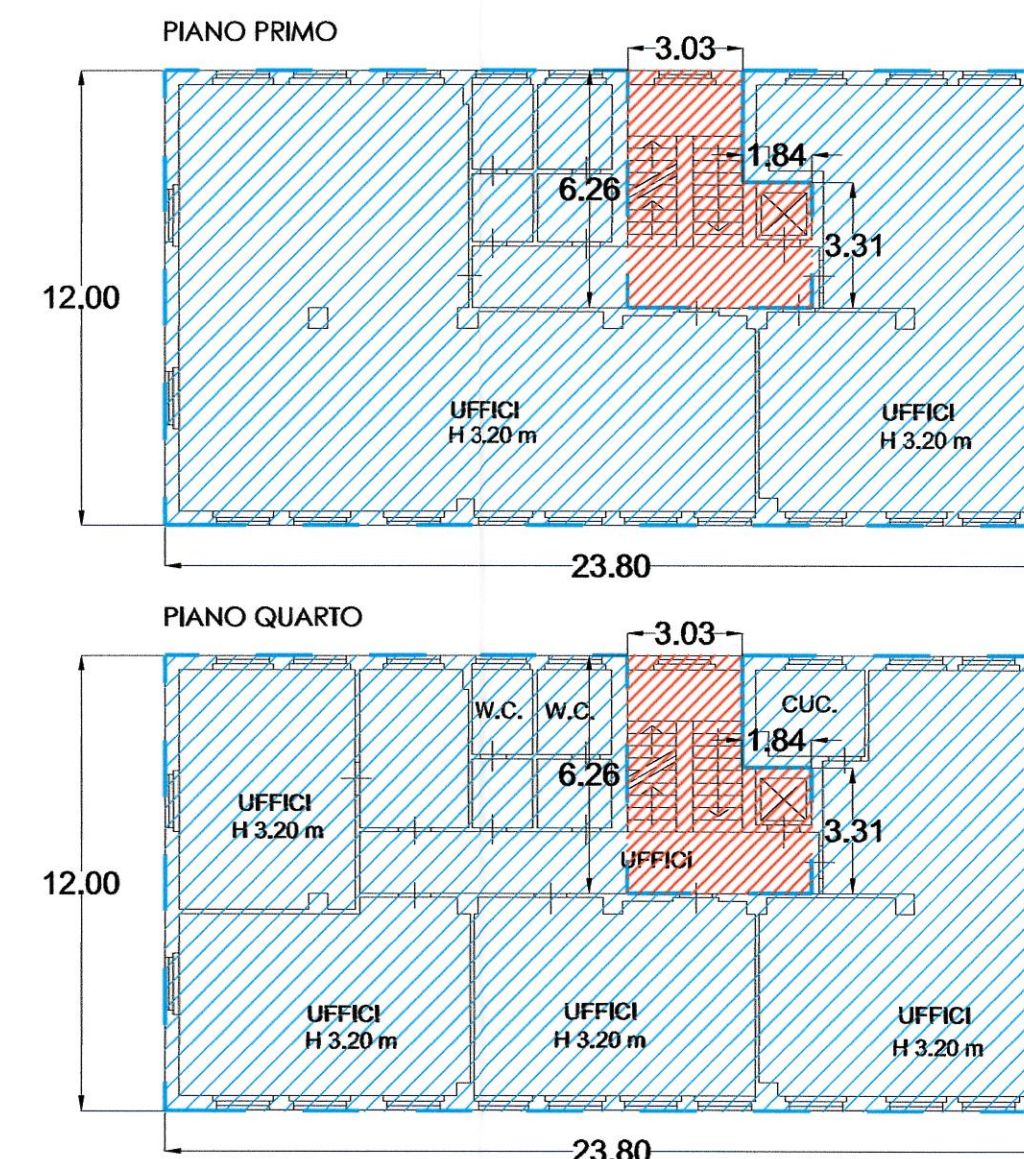 PIANO PRIMO
3.03
1.84
6.26
3.31
12.00
UFFICI
H 3.20 m
UFFICI
H 3.20 m
23.80
PIANO QUARTO
3.03
W.C.
W.C.
CUC.
1.84
6.26
UFFICI
H 3.20 m
3.31
UFFICI
12.00
UFFICI
H 3.20 m
UFFICI
H 3.20 m
UFFICI
H 3.20 m
23.80